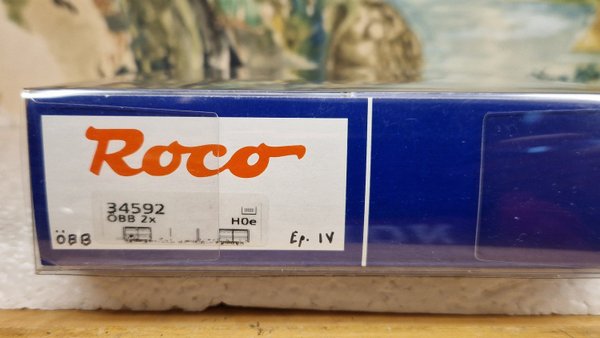 Roco
34592
ÖBB 2x
H0e
ÖBB
Ep. IV